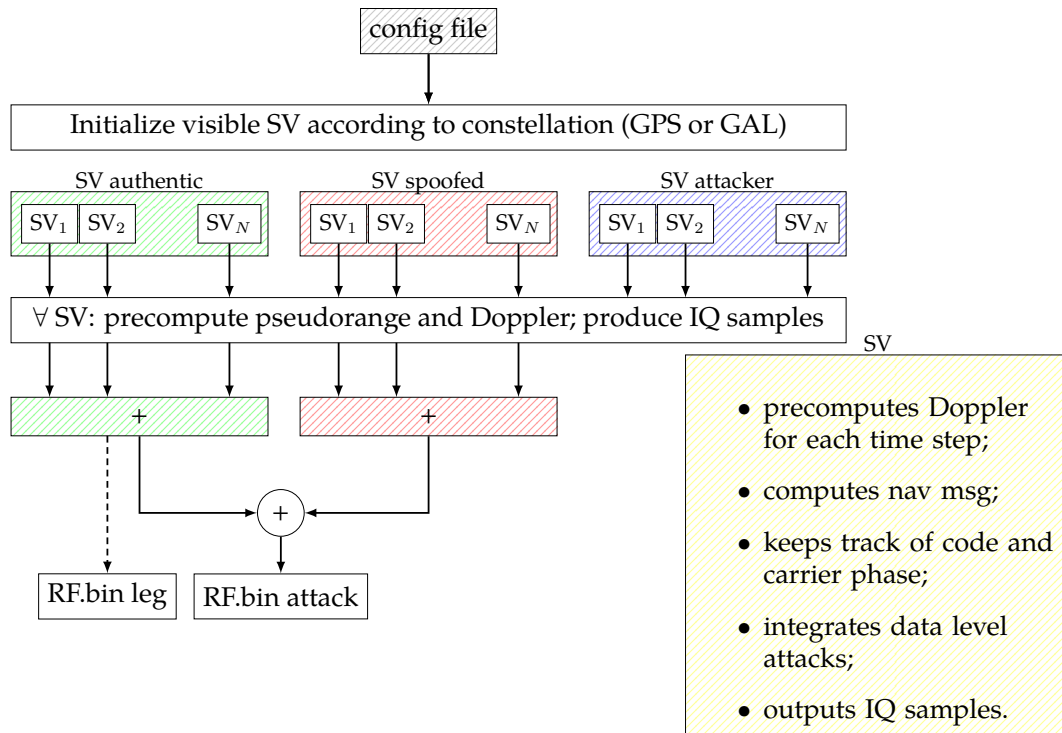 config file
Initialize visible SV according to constellation (GPS or GAL)
SV authentic
SV spoofed
SV attacker
SV₁ SV₂ SV_N
SV₁ SV₂ SV_N
SV₁ SV₂ SV_N
∀ SV: precompute pseudorange and Doppler; produce IQ samples
+
+
+
RF.bin leg
RF.bin attack
SV
• precomputes Doppler
for each time step;
• computes nav msg;
• keeps track of code and
carrier phase;
• integrates data level
attacks;
• outputs IQ samples.